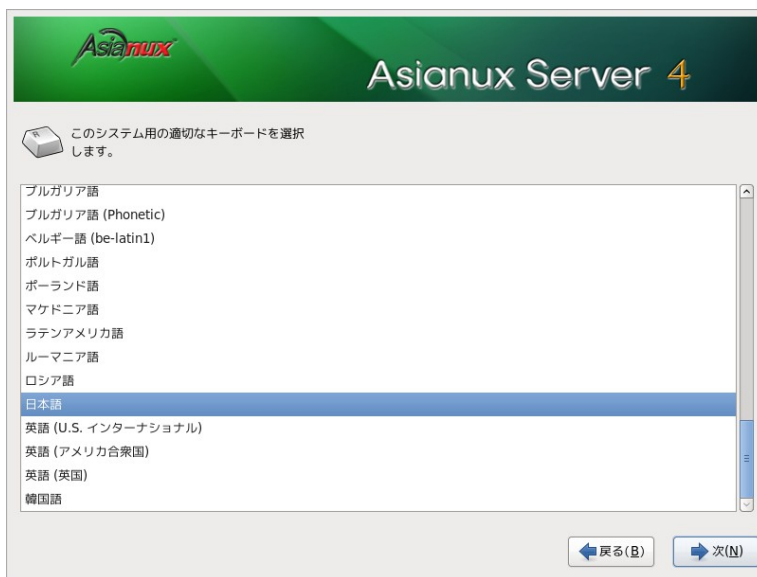 Asianux
Asianux Server 4
このシステム用の適切なキーボードを選択
します。
ブルガリア語
ブルガリア語 (Phonetic)
ベルギー語 (be-latin1)
ポルトガル語
ポーランド語
マケドニア語
ラテンアメリカ語
ルーマニア語
ロシア語
日本語
英語 (U.S. インターナショナル)
英語 (アメリカ合衆国)
英語 (英国)
韓国語
戻る(B) 次(N)